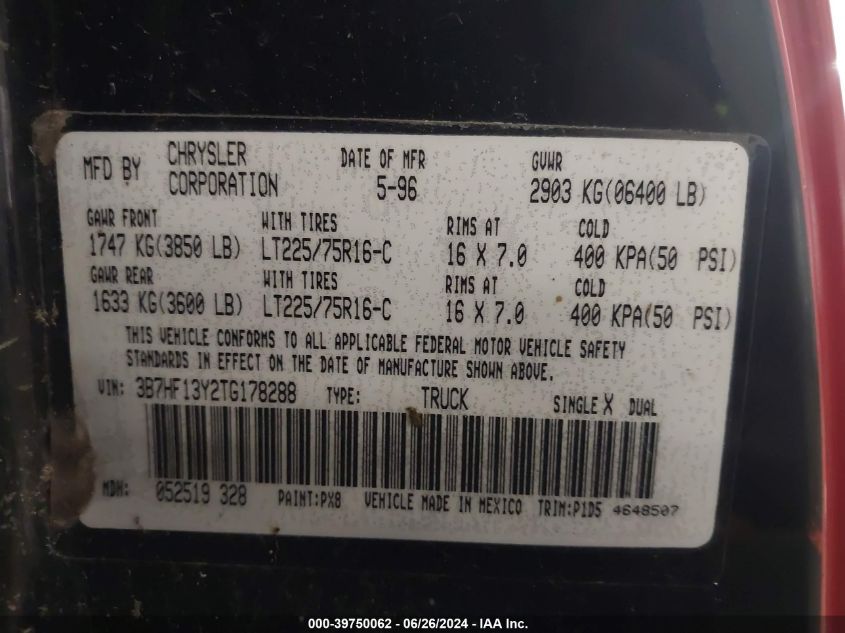 MFD BY CHRYSLER CORPORATION DATE OF MFR 5-96 GVWR 2903 KG(06400 LB)
GAWR FRONT WITH TIRES RIMS AT COLD
1747 KG(3850 LB) LT225/75R16-C 16 X 7.0 400 KPA(50 PSI)
GAWR REAR WITH TIRES RIMS AT COLD
1633 KG(3600 LB) LT225/75R16-C 16 X 7.0 400 KPA(50 PSI)
THIS VEHICLE CONFORMS TO ALL APPLICABLE FEDERAL MOTOR VEHICLE SAFETY
STANDARDS IN EFFECT ON THE DATE OF MANUFACTURE SHOWN ABOVE.
VIN: 3B7HF13Y2TG178288 TYPE: TRUCK SINGLE X DUAL
MDH: 052519 328 PAINT:PX8 VEHICLE MADE IN MEXICO TRIM:P1D5 4648507
000-39750062 - 06/26/2024 - IAA Inc.